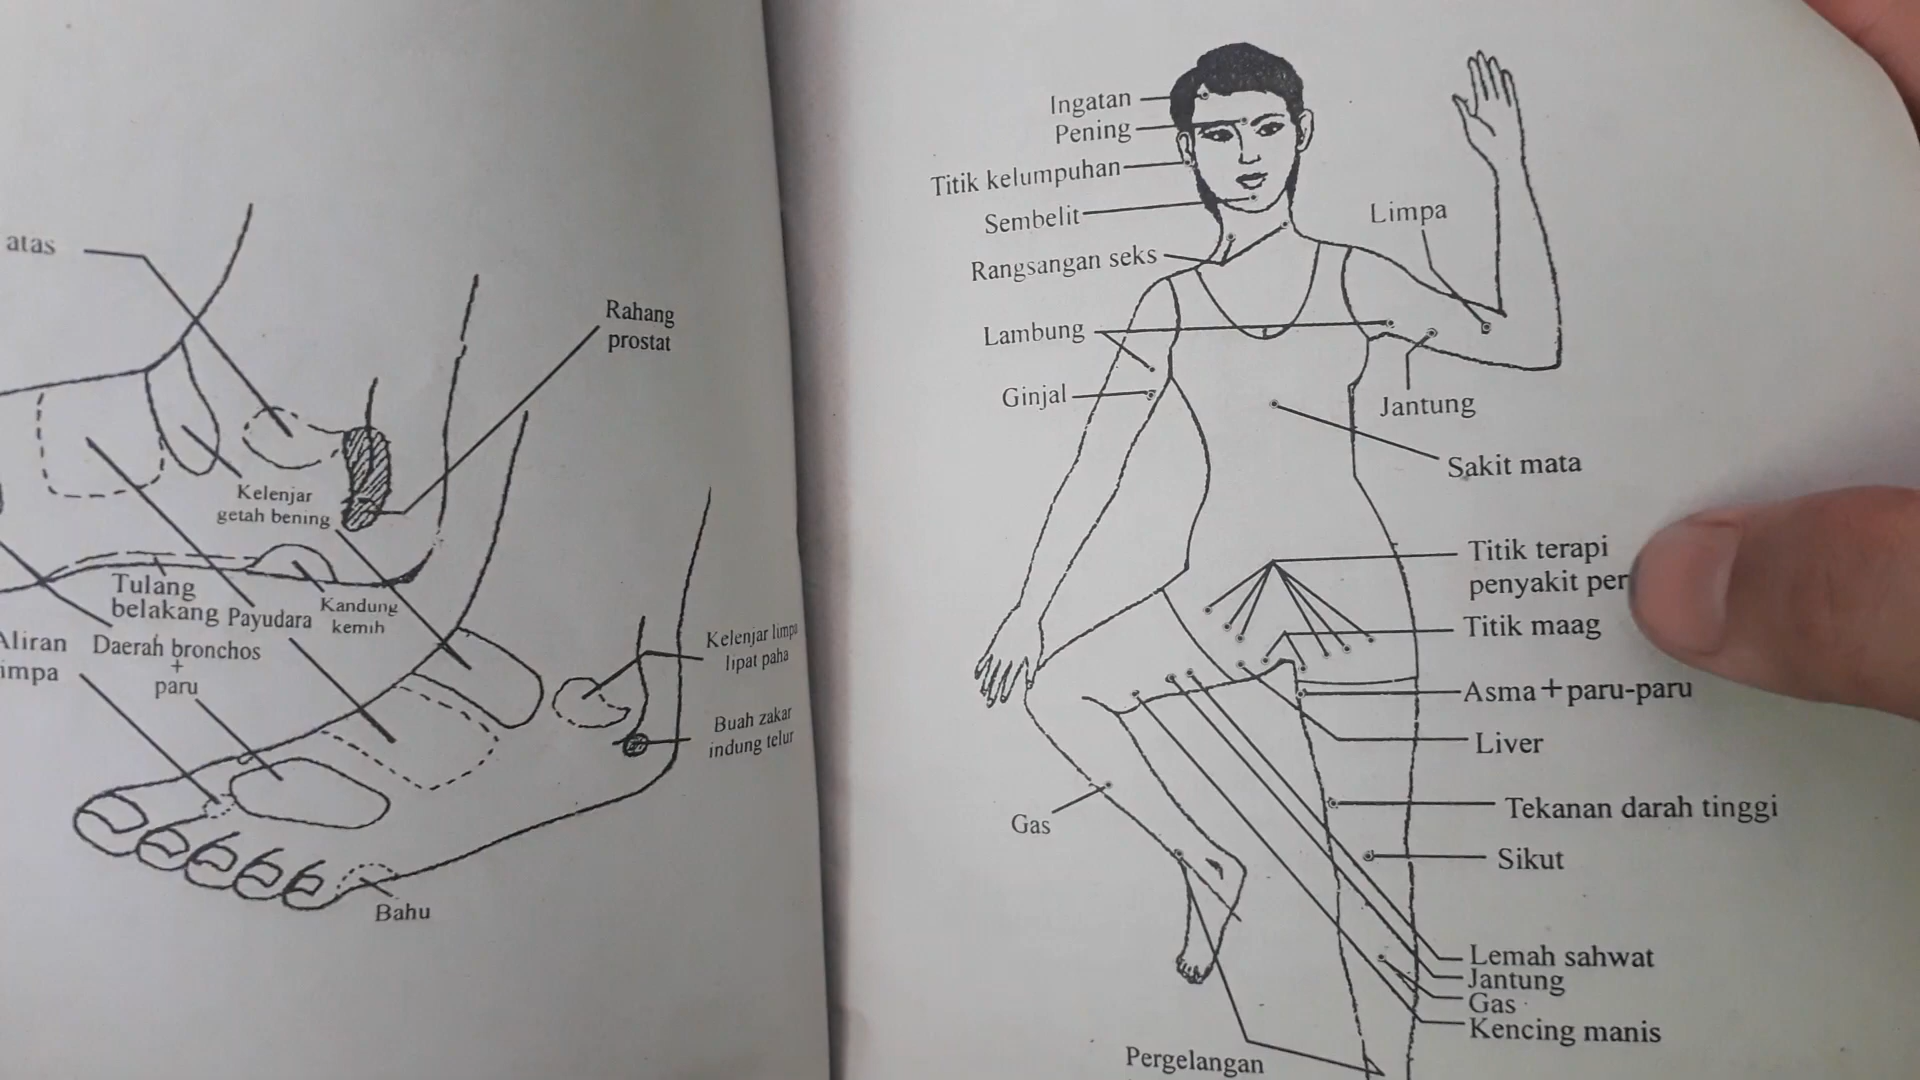 atas
Rahang
prostat
Kelenjar
getah bening
Tulang
belakang
Payudara
Kandung
kemih
Aliran
Daerah bronchos
+
paru
Kelenjar
lipat paha
Buah zakar
indung telur
Bahu
Ingatan
Pening
Titik kelumpuhan
Sembelit
Rangsangan seks
Limpa
Lambung
Ginjal
Jantung
Sakit mata
Titik terapi
penyakit
Titik maag
Asma+paru-paru
Liver
Tekanan darah tinggi
Gas
Sikut
Lemah sahwat
Jantung
Gas
Kencing manis
Pergelangan